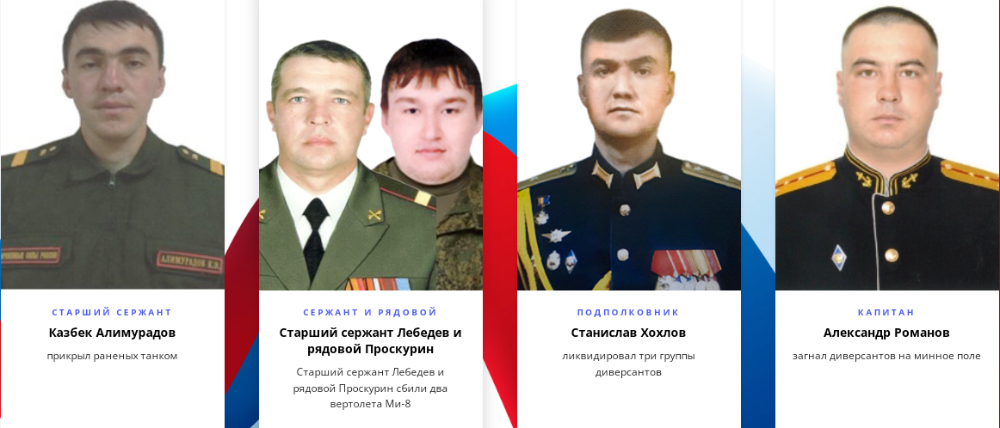 ВООРУЖЕННЫЕ СИЛЫ РОССИИ
АЛИМУРАДОВ К.З.
СТАРШИЙ СЕРЖАНТ
Казбек Алимурадов
прикрыл раненых танком
СЕРЖАНТ И РЯДОВОЙ
Старший сержант Лебедев и
рядовой Проскурин
Старший сержант Лебедев и
рядовой Проскурин сбили два
вертолета Ми-8
ПОДПОЛКОВНИК
Станислав Хохлов
ликвидировал три группы
диверсантов
КАПИТАН
Александр Романов
загнал диверсантов на минное поле